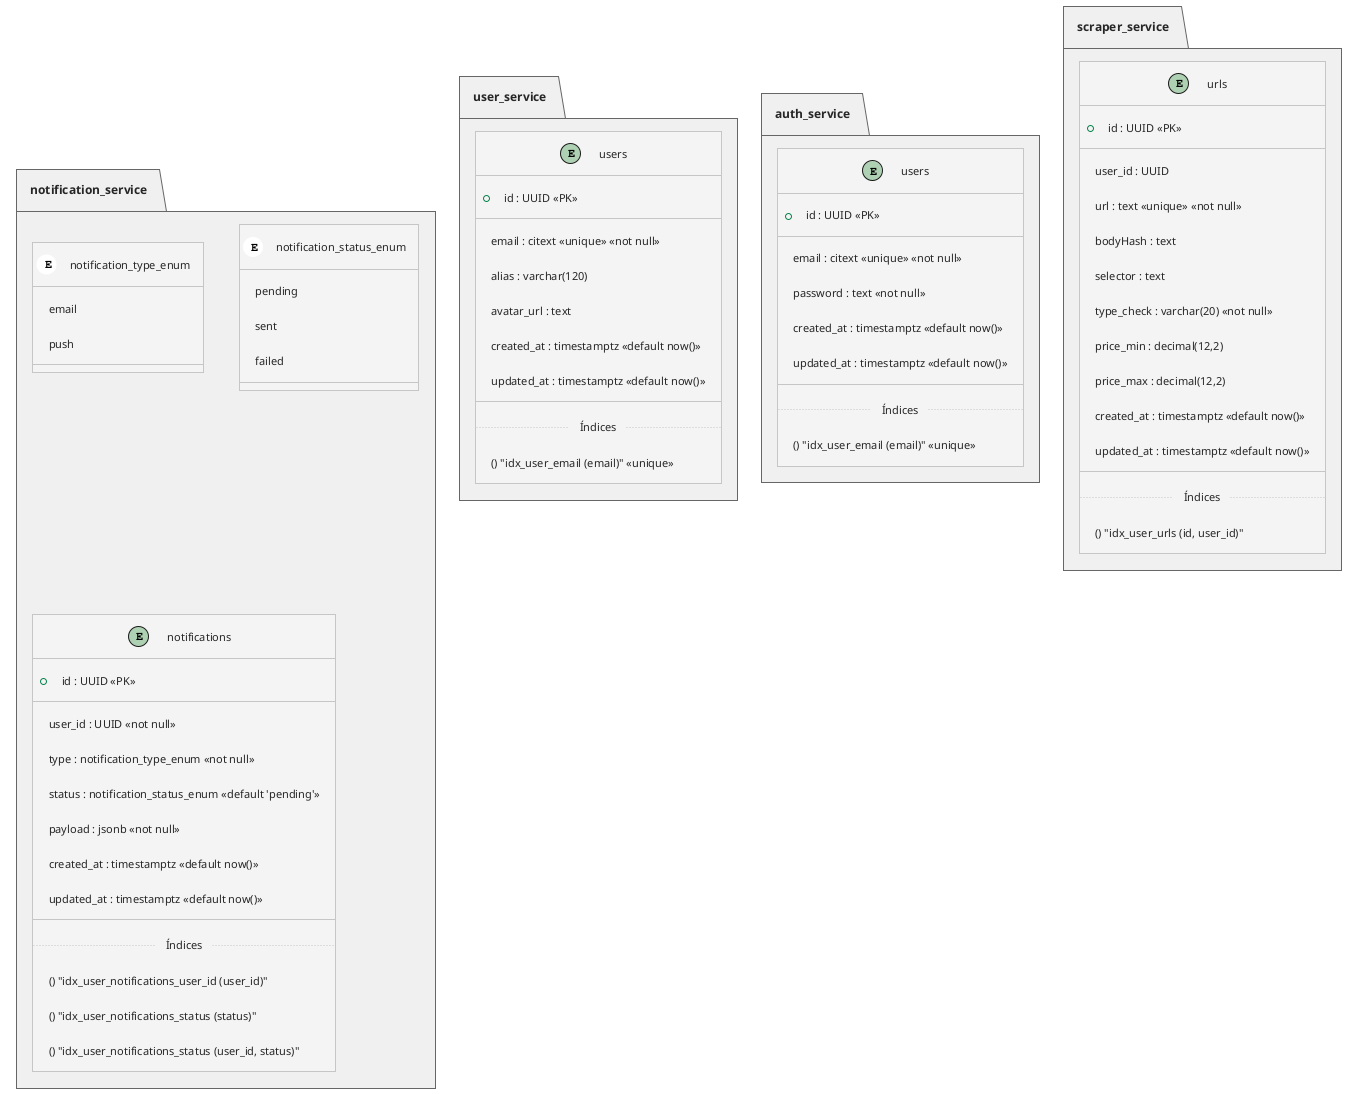 notification_service
E notification_type_enum
email
push
E notification_status_enum
pending
sent
failed
E notifications
id : UUID «PK»
user_id : UUID «not null»
type : notification_type_enum «not null»
status : notification_status_enum «default 'pending'»
payload : jsonb «not null»
created_at : timestamptz «default now()»
updated_at : timestamptz «default now()»
Índices
() "idx_user_notifications_user_id (user_id)"
() "idx_user_notifications_status (status)"
() "idx_user_notifications_status (user_id, status)"
user_service
E users
id : UUID «PK»
email : citext «unique» «not null»
alias : varchar(120)
avatar_url : text
created_at : timestamptz «default now()»
updated_at : timestamptz «default now()»
Índices
() "idx_user_email (email)" «unique»
auth_service
E users
id : UUID «PK»
email : citext «unique» «not null»
password : text «not null»
created_at : timestamptz «default now()»
updated_at : timestamptz «default now()»
Índices
() "idx_user_email (email)" «unique»
scraper_service
E urls
id : UUID «PK»
user_id : UUID
url : text «unique» «not null»
bodyHash : text
selector : text
type_check : varchar(20) «not null»
price_min : decimal(12,2)
price_max : decimal(12,2)
created_at : timestamptz «default now()»
updated_at : timestamptz «default now()»
Índices
() "idx_user_urls (id, user_id)"